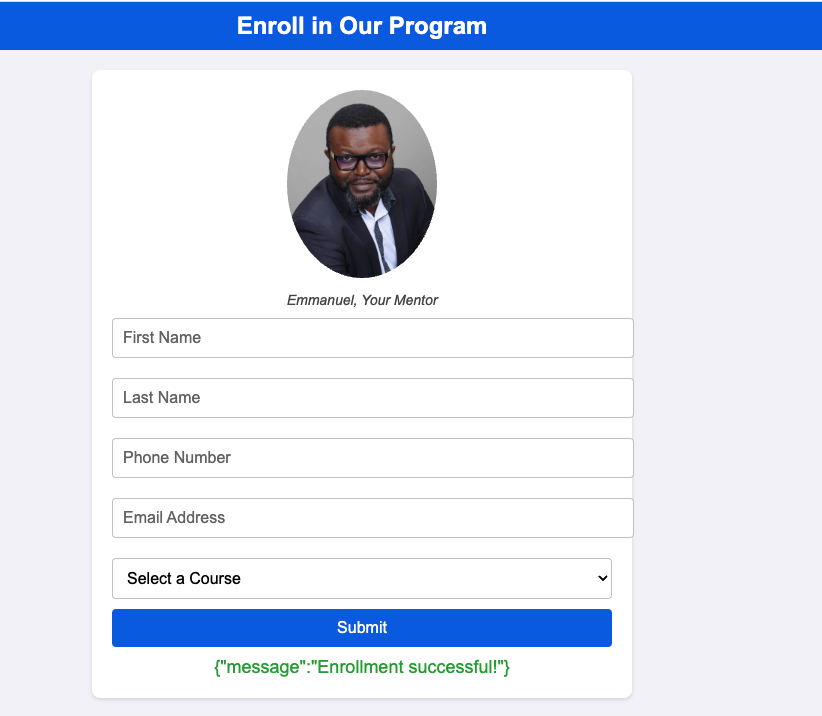 Enroll in Our Program
Emmanuel, Your Mentor
First Name
Last Name
Phone Number
Email Address
Select a Course
Submit
{"message":"Enrollment successful!"}